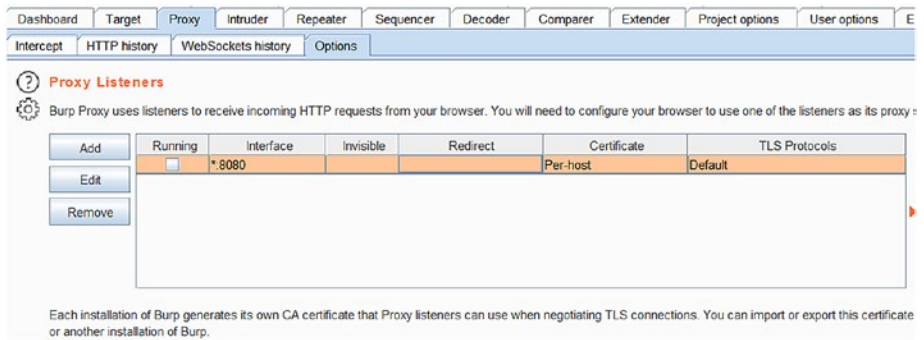 Dashboard Target Proxy Intruder Repeater Sequencer Decoder Comparer Extender Project options User options E
Intercept HTTP history WebSockets history Options
? Proxy Listeners
Burp Proxy uses listeners to receive incoming HTTP requests from your browser. You will need to configure your browser to use one of the listeners as its proxy s
Add Running Interface Invisible Redirect Certificate TLS Protocols
*:8080 Per-host Default
Edit
Remove
Each installation of Burp generates its own CA certificate that Proxy listeners can use when negotiating TLS connections. You can import or export this certificate
or another installation of Burp.